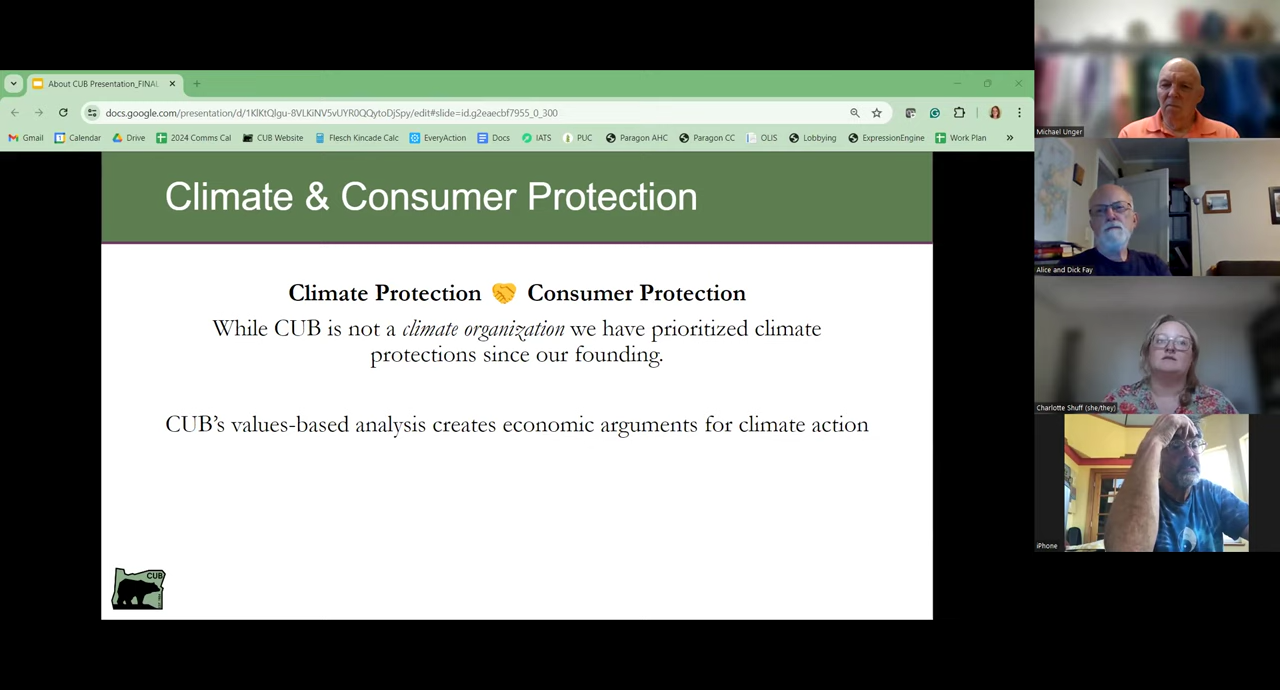 About CUB Presentation_FINAL
docs.google.com/presentation/d/1KlKtQlgu-8VLKiNV5vUYR0QQytoDjSpy/edit#slide=id.g2eaecbf7955_0_300
Gmail Calendar Drive 2024 Comms Cal CUB Website Flesch Kincade Calc EveryAction Docs IATS PUC Paragon AHC Paragon CC OLIS Lobbying ExpressionEngine Work Plan »
Climate & Consumer Protection
Climate Protection 🤝 Consumer Protection
While CUB is not a climate organization we have prioritized climate
protections since our founding.
CUB’s values-based analysis creates economic arguments for climate action
CUB
Michael Unger
Alice and Dick Fay
Charlotte Shuff (she/they)
iPhone